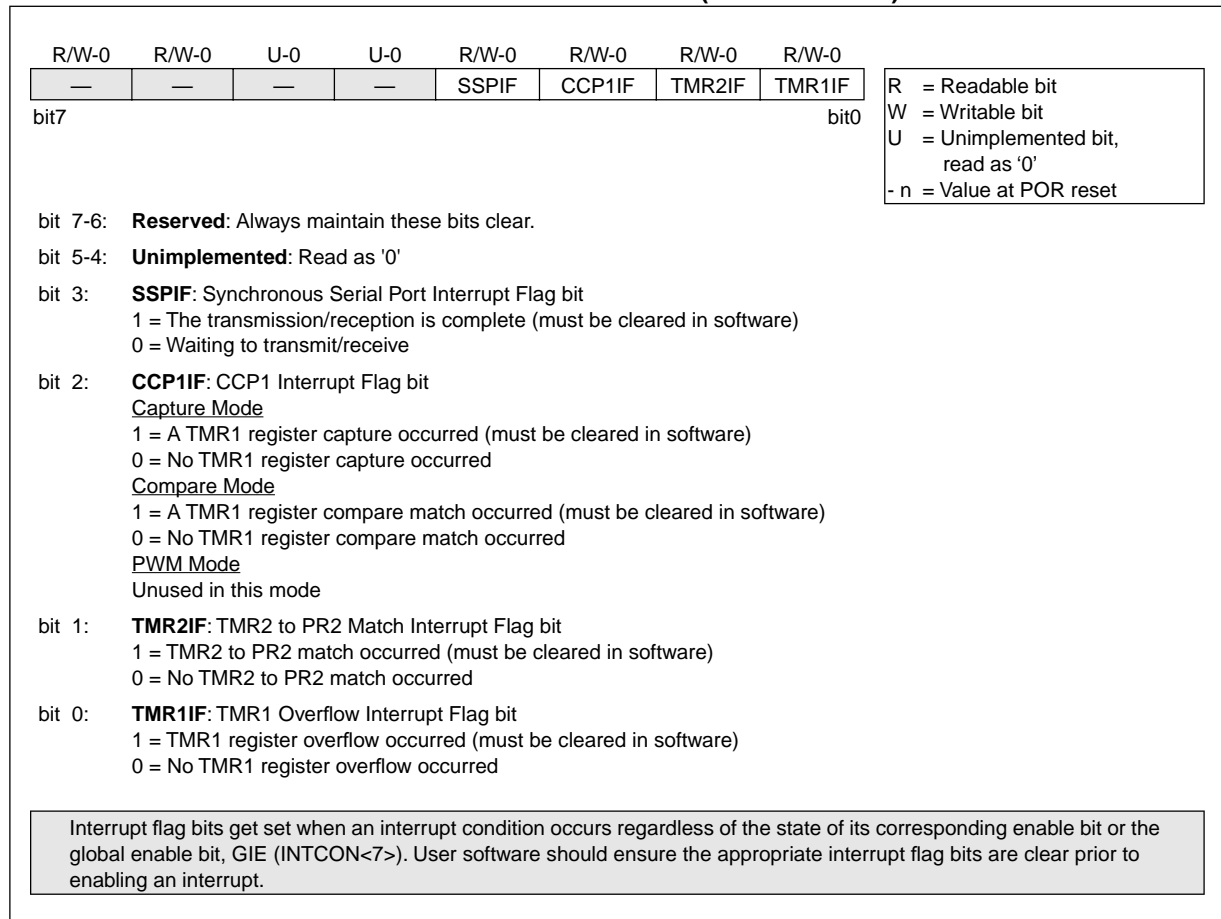 R/W-0 R/W-0 U-0 U-0 R/W-0 R/W-0 R/W-0 R/W-0
— — — — SSPIF CCP1IF TMR2IF TMR1IF
bit7 bit0
R = Readable bit
W = Writable bit
U = Unimplemented bit,
read as ‘0’
- n = Value at POR reset
bit 7-6: Reserved: Always maintain these bits clear.
bit 5-4: Unimplemented: Read as '0'
bit 3: SSPIF: Synchronous Serial Port Interrupt Flag bit
1 = The transmission/reception is complete (must be cleared in software)
0 = Waiting to transmit/receive
bit 2: CCP1IF: CCP1 Interrupt Flag bit
Capture Mode
1 = A TMR1 register capture occurred (must be cleared in software)
0 = No TMR1 register capture occurred
Compare Mode
1 = A TMR1 register compare match occurred (must be cleared in software)
0 = No TMR1 register compare match occurred
PWM Mode
Unused in this mode
bit 1: TMR2IF: TMR2 to PR2 Match Interrupt Flag bit
1 = TMR2 to PR2 match occurred (must be cleared in software)
0 = No TMR2 to PR2 match occurred
bit 0: TMR1IF: TMR1 Overflow Interrupt Flag bit
1 = TMR1 register overflow occurred (must be cleared in software)
0 = No TMR1 register overflow occurred
Interrupt flag bits get set when an interrupt condition occurs regardless of the state of its corresponding enable bit or the
global enable bit, GIE (INTCON<7>). User software should ensure the appropriate interrupt flag bits are clear prior to
enabling an interrupt.